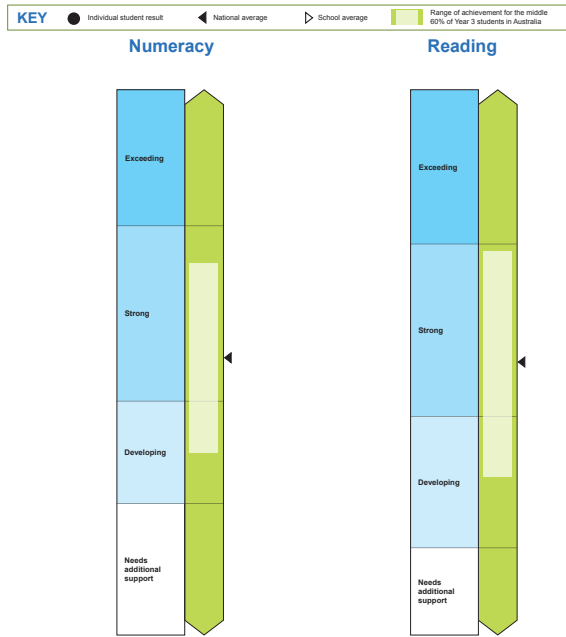 KEY
Individual student result
National average
School average
Range of achievement for the middle
60% of Year 3 students in Australia
Numeracy
Reading
Exceeding
Strong
Developing
Needs
additional
support
Exceeding
Strong
Developing
Needs
additional
support